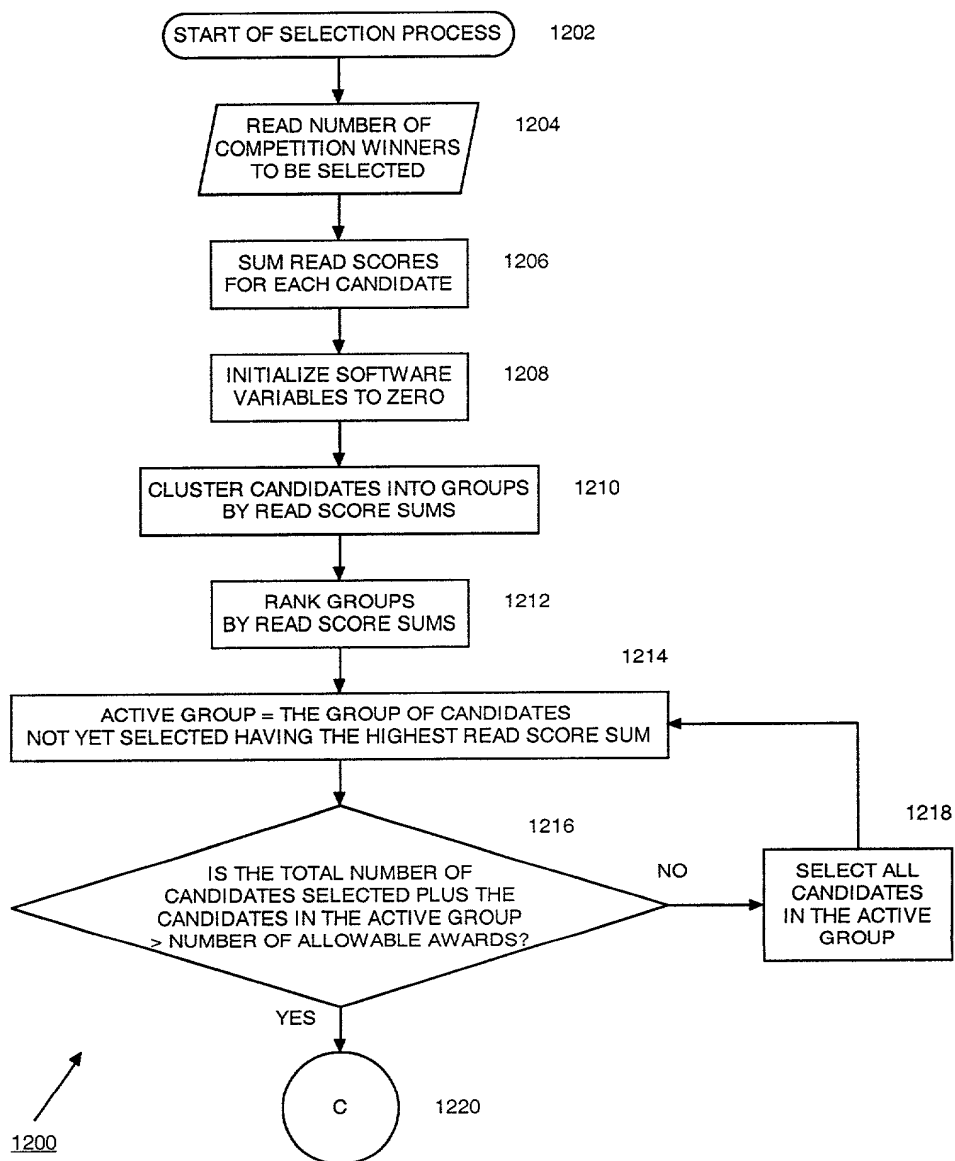 START OF SELECTION PROCESS
1202
READ NUMBER OF
COMPETITION WINNERS
TO BE SELECTED
1204
SUM READ SCORES
FOR EACH CANDIDATE
1206
INITIALIZE SOFTWARE
VARIABLES TO ZERO
1208
CLUSTER CANDIDATES INTO GROUPS
BY READ SCORE SUMS
1210
RANK GROUPS
BY READ SCORE SUMS
1212
1214
ACTIVE GROUP = THE GROUP OF CANDIDATES
NOT YET SELECTED HAVING THE HIGHEST READ SCORE SUM
1216
IS THE TOTAL NUMBER OF
CANDIDATES SELECTED PLUS THE
CANDIDATES IN THE ACTIVE GROUP
> NUMBER OF ALLOWABLE AWARDS?
NO
1218
SELECT ALL
CANDIDATES
IN THE ACTIVE
GROUP
YES
C
1220
1200